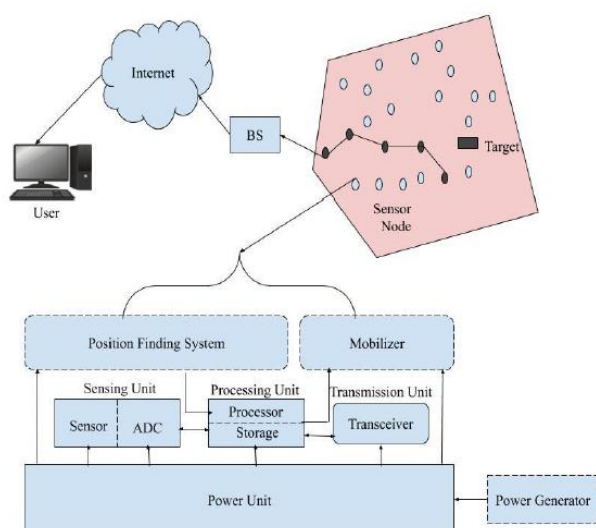 Internet
BS
Target
User
Sensor
Node
Position Finding System
Mobilizer
Sensing Unit
Processing Unit
Transmission Unit
Sensor
ADC
Processor
Storage
Transceiver
Power Unit
Power Generator